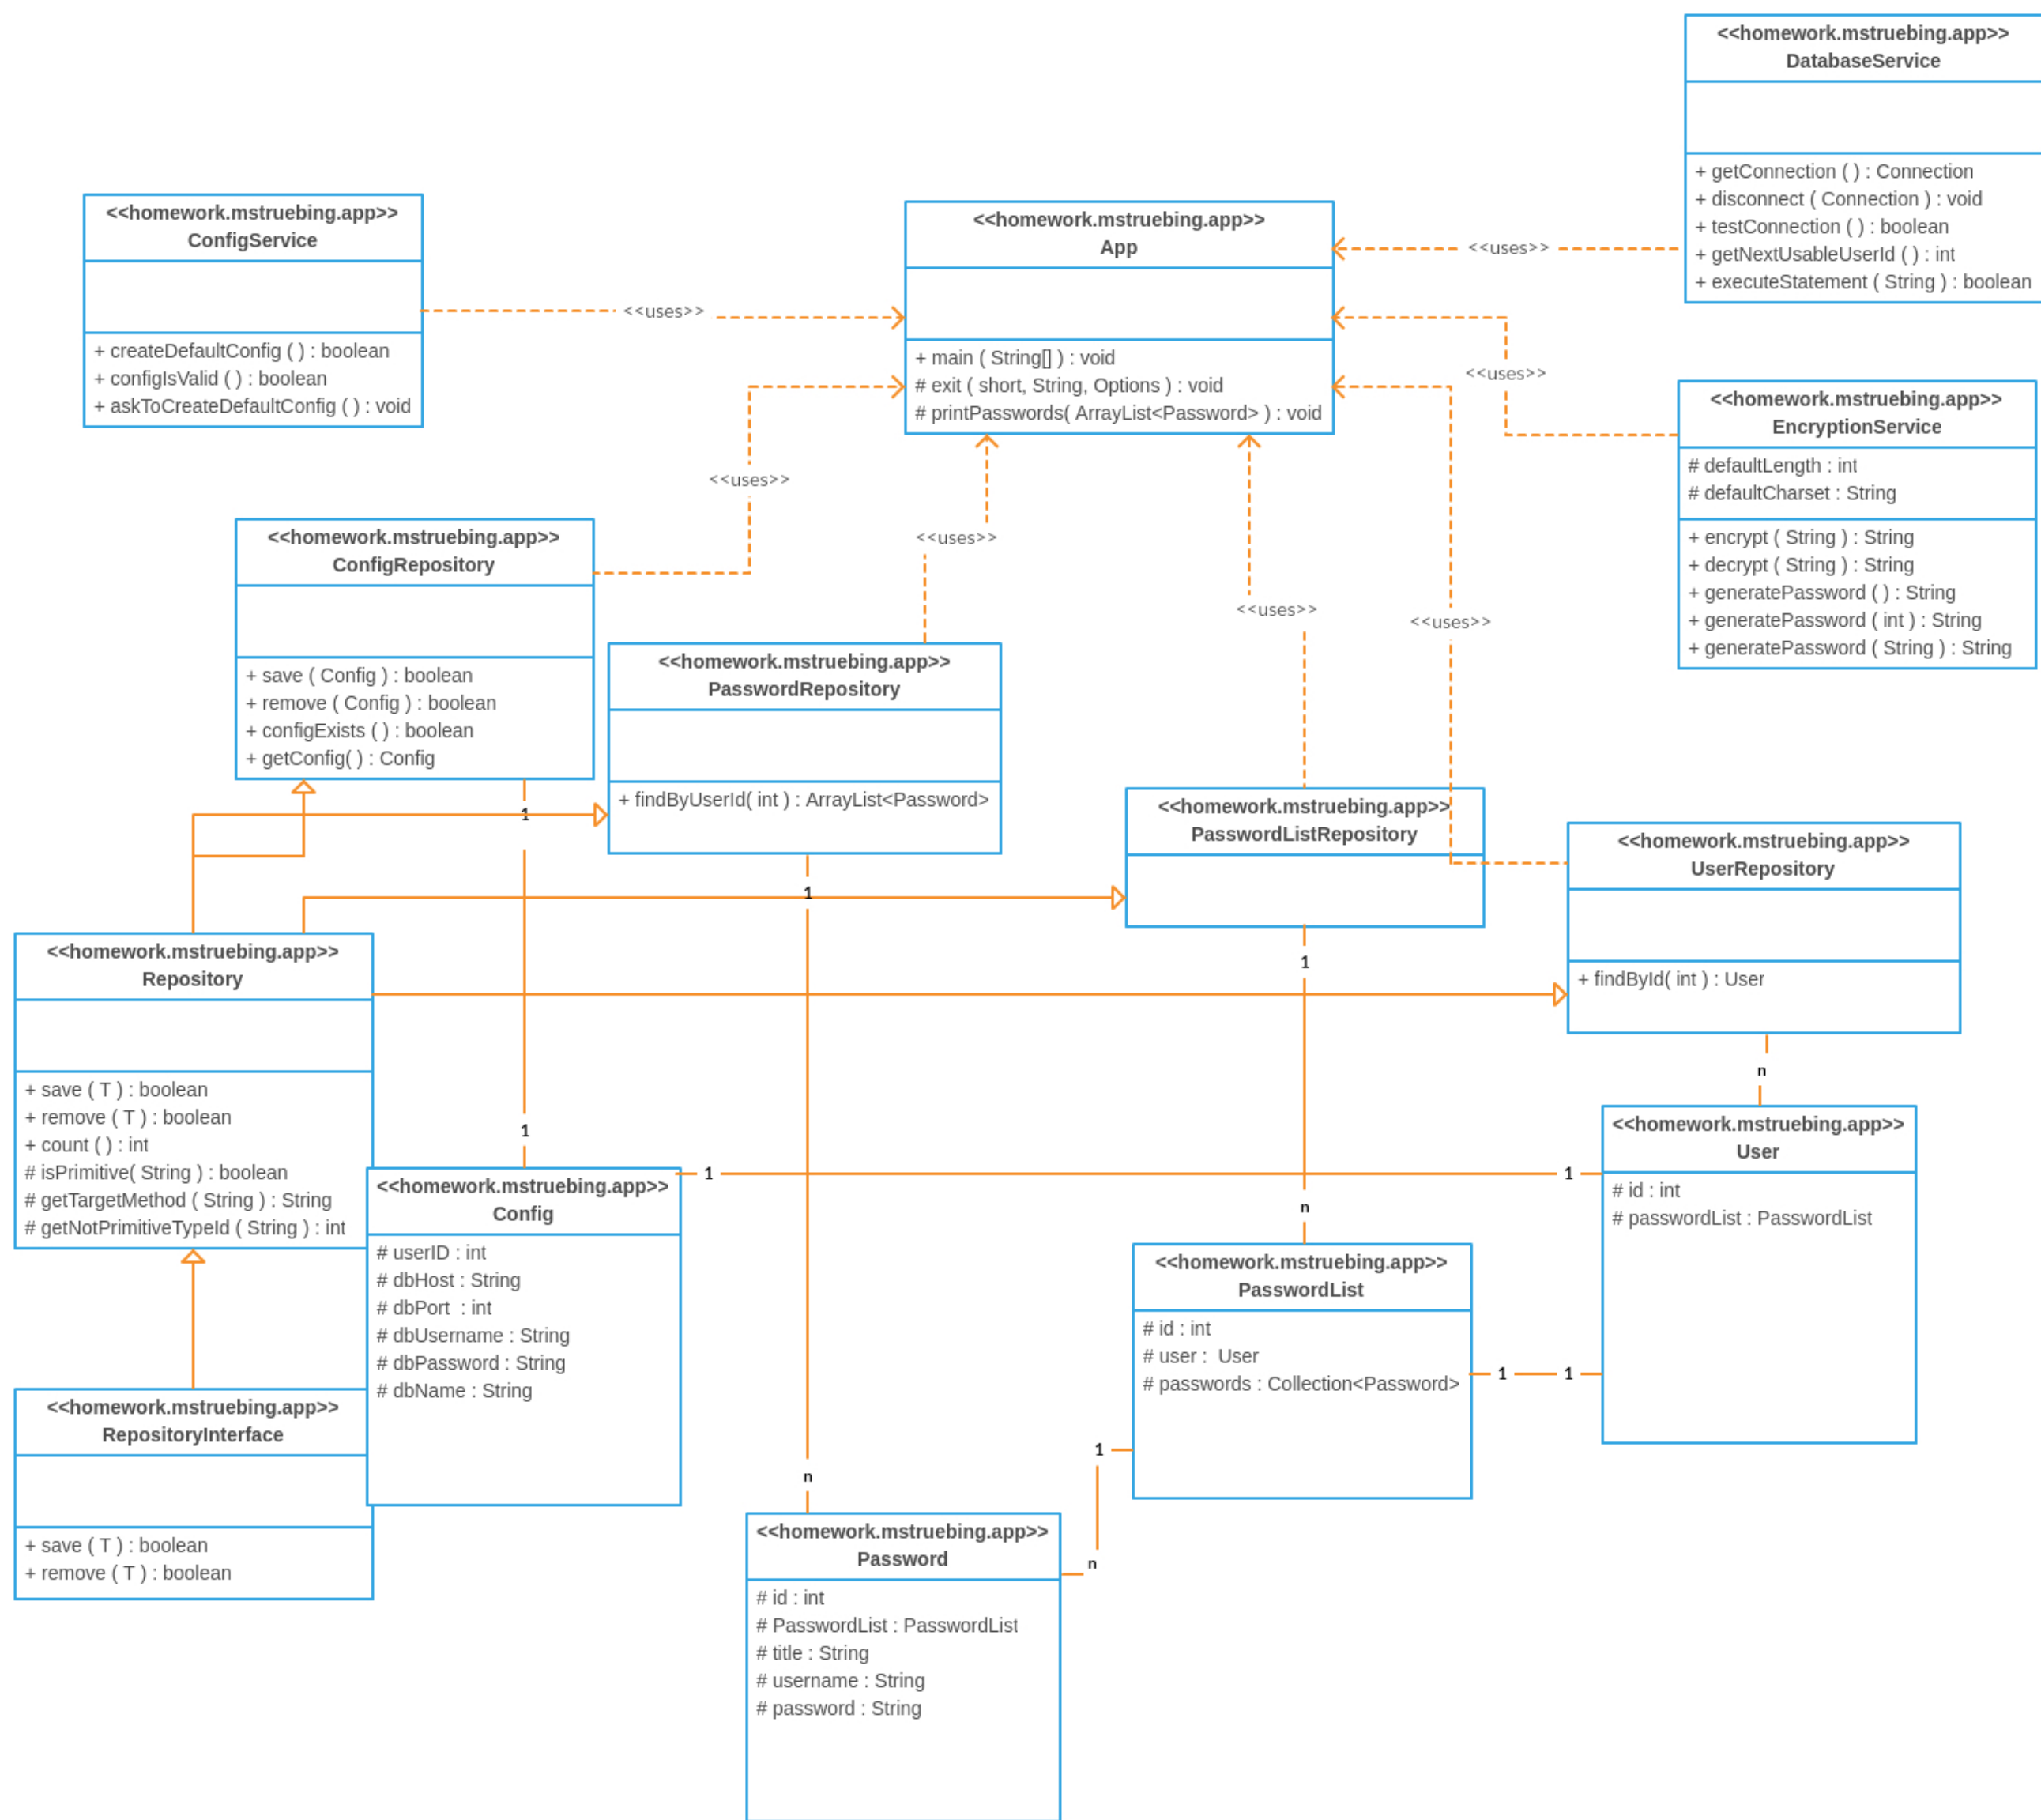 <<homework.mstruebing.app>>
DatabaseService
+ getConnection ( ) : Connection
+ disconnect ( Connection ) : void
+ testConnection ( ) : boolean
+ getNextUsableUserId ( ) : int
+ executeStatement ( String ) : boolean
<<homework.mstruebing.app>>
ConfigService
+ createDefaultConfig ( ) : boolean
+ configIsValid ( ) : boolean
+ askToCreateDefaultConfig ( ) : void
<<uses>>
<<homework.mstruebing.app>>
App
+ main ( String[] ) : void
# exit ( short, String, Options ) : void
# printPasswords( ArrayList<Password> ) : void
<<uses>>
<<uses>>
<<homework.mstruebing.app>>
EncryptionService
# defaultLength : int
# defaultCharset : String
+ encrypt ( String ) : String
+ decrypt ( String ) : String
+ generatePassword ( ) : String
+ generatePassword ( int ) : String
+ generatePassword ( String ) : String
<<uses>>
<<uses>>
<<uses>>
<<uses>>
<<homework.mstruebing.app>>
ConfigRepository
+ save ( Config ) : boolean
+ remove ( Config ) : boolean
+ configExists ( ) : boolean
+ getConfig( ) : Config
<<homework.mstruebing.app>>
PasswordRepository
+ findByUserId( int ) : ArrayList<Password>
<<homework.mstruebing.app>>
PasswordListRepository
<<homework.mstruebing.app>>
UserRepository
+ findById( int ) : User
1
1
1
n
<<homework.mstruebing.app>>
Repository
+ save ( T ) : boolean
+ remove ( T ) : boolean
+ count ( ) : int
# isPrimitive( String ) : boolean
# getTargetMethod ( String ) : String
# getNotPrimitiveTypeId ( String ) : int
1
<<homework.mstruebing.app>>
Config
# userID : int
# dbHost : String
# dbPort  : int
# dbUsername : String
# dbPassword : String
# dbName : String
1
1
<<homework.mstruebing.app>>
User
# id : int
# passwordList : PasswordList
n
<<homework.mstruebing.app>>
PasswordList
# id : int
# user :  User
# passwords : Collection<Password>
1
1
<<homework.mstruebing.app>>
RepositoryInterface
+ save ( T ) : boolean
+ remove ( T ) : boolean
1
n
n
<<homework.mstruebing.app>>
Password
# id : int
# PasswordList : PasswordList
# title : String
# username : String
# password : String